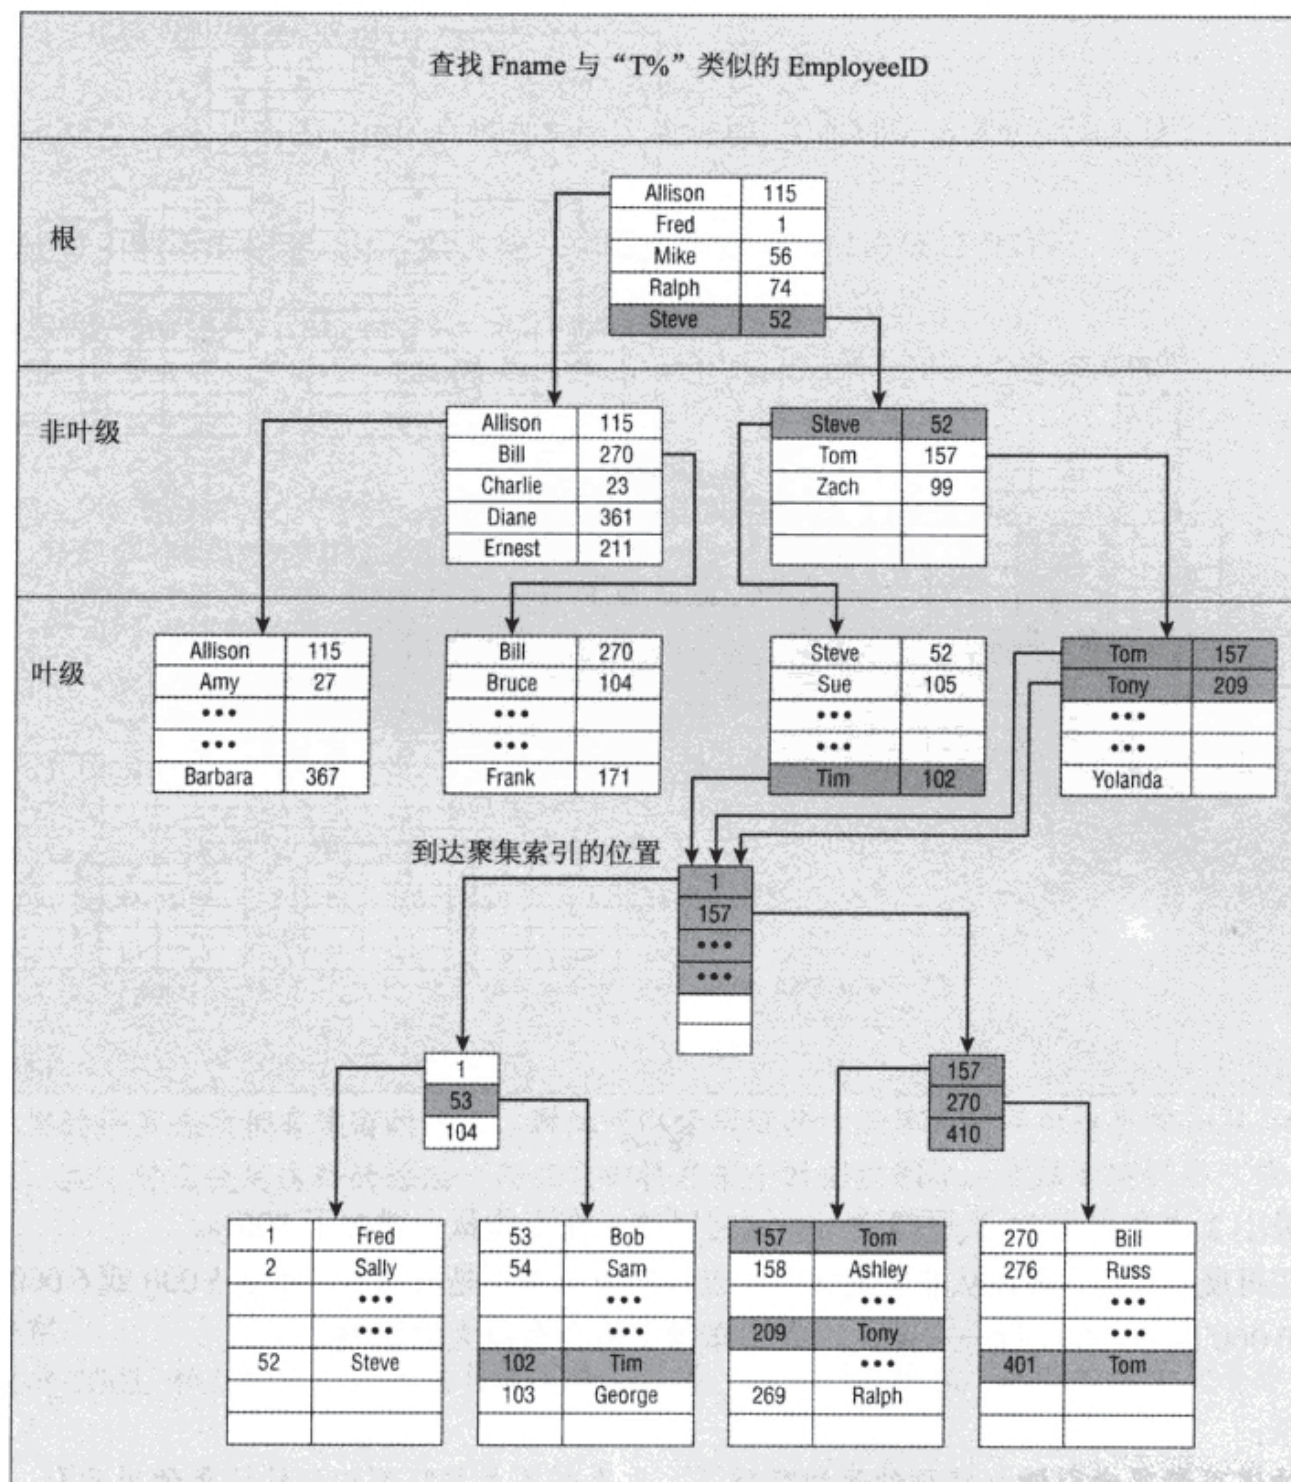 查找 Fname 与“T%”类似的 EmployeeID
根
Allison 115
Fred 1
Mike 56
Ralph 74
Steve 52
非叶级
Allison 115
Bill 270
Charlie 23
Diane 361
Ernest 211
Steve 52
Tom 157
Zach 99
叶级
Allison 115
Amy 27
•••
•••
Barbara 367
Bill 270
Bruce 104
•••
•••
Frank 171
Steve 52
Sue 105
•••
•••
Tim 102
Tom 157
Tony 209
•••
•••
Yolanda
到达聚集索引的位置
1
157
•••
•••
1
53
104
157
270
410
1 Fred
2 Sally
•••
•••
52 Steve
53 Bob
54 Sam
•••
•••
102 Tim
103 George
157 Tom
158 Ashley
•••
209 Tony
•••
269 Ralph
270 Bill
276 Russ
•••
•••
401 Tom